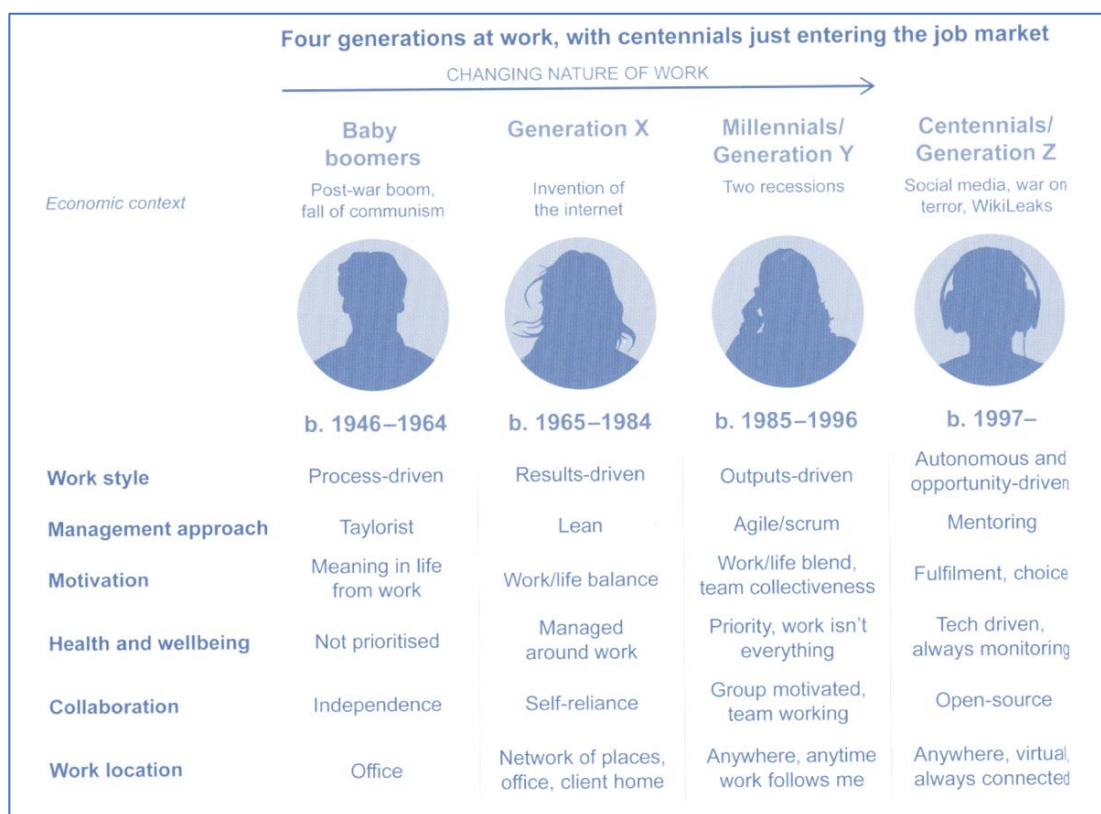 Four generations at work, with centennials just entering the job market
CHANGING NATURE OF WORK
Baby
boomers
Generation X
Millennials/
Generation Y
Centennials/
Generation Z
Economic context
Post-war boom,
fall of communism
Invention of
the internet
Two recessions
Social media, war on
terror, WikiLeaks
b. 1946–1964
b. 1965–1984
b. 1985–1996
b. 1997–
Work style
Process-driven
Results-driven
Outputs-driven
Autonomous and
opportunity-driven
Management approach
Taylorist
Lean
Agile/scrum
Mentoring
Motivation
Meaning in life
from work
Work/life balance
Work/life blend,
team collectiveness
Fulfilment, choice
Health and wellbeing
Not prioritised
Managed
around work
Priority, work isn't
everything
Tech driven,
always monitoring
Collaboration
Independence
Self-reliance
Group motivated,
team working
Open-source
Work location
Office
Network of places,
office, client home
Anywhere, anytime
work follows me
Anywhere, virtual,
always connected